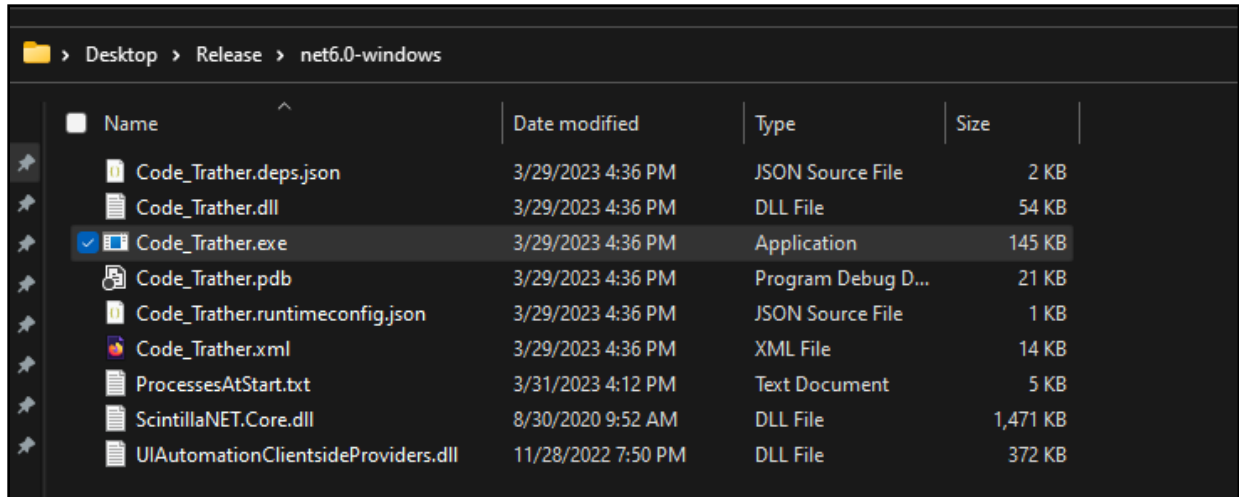 Desktop > Release > net6.0-windows
Name Date modified Type Size
Code_Trather.deps.json 3/29/2023 4:36 PM JSON Source File 2 KB
Code_Trather.dll 3/29/2023 4:36 PM DLL File 54 KB
Code_Trather.exe 3/29/2023 4:36 PM Application 145 KB
Code_Trather.pdb 3/29/2023 4:36 PM Program Debug D... 21 KB
Code_Trather.runtimeconfig.json 3/29/2023 4:36 PM JSON Source File 1 KB
Code_Trather.xml 3/29/2023 4:36 PM XML File 14 KB
ProcessesAtStart.txt 3/31/2023 4:12 PM Text Document 5 KB
ScintillaNET.Core.dll 8/30/2020 9:52 AM DLL File 1,471 KB
UIAutomationClientsideProviders.dll 11/28/2022 7:50 PM DLL File 372 KB